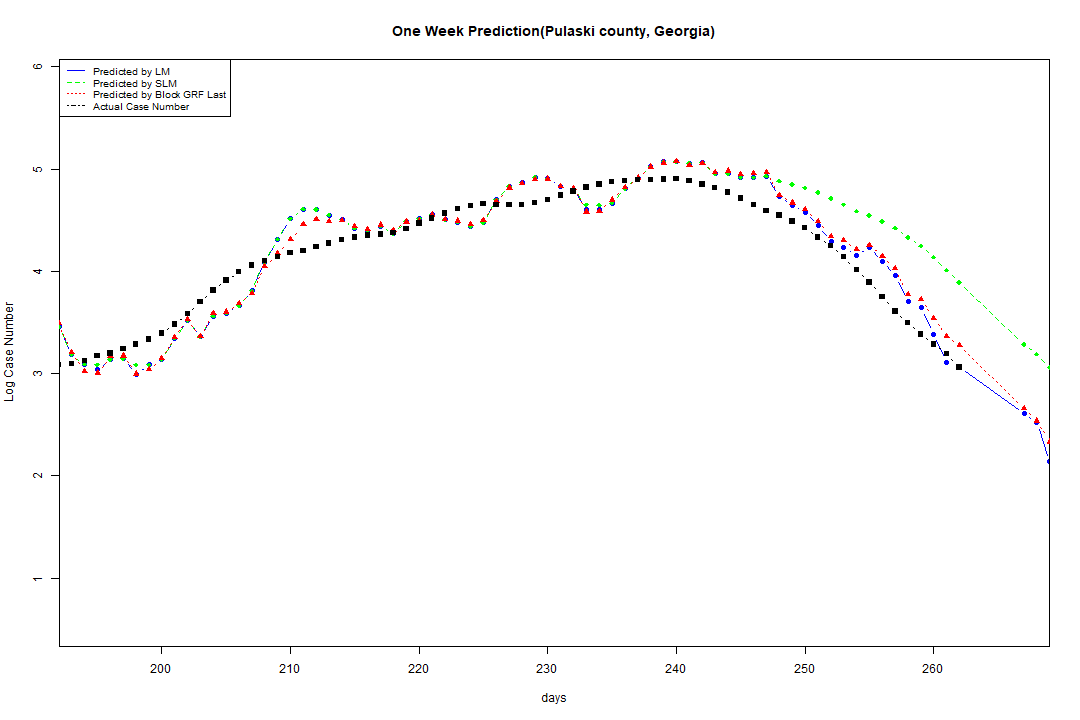 One Week Prediction(Pulaski county, Georgia)
Predicted by LM
Predicted by SLM
Predicted by Block GRF Last
Actual Case Number
6
5
4
3
2
1
Log Case Number
200 210 220 230 240 250 260
days